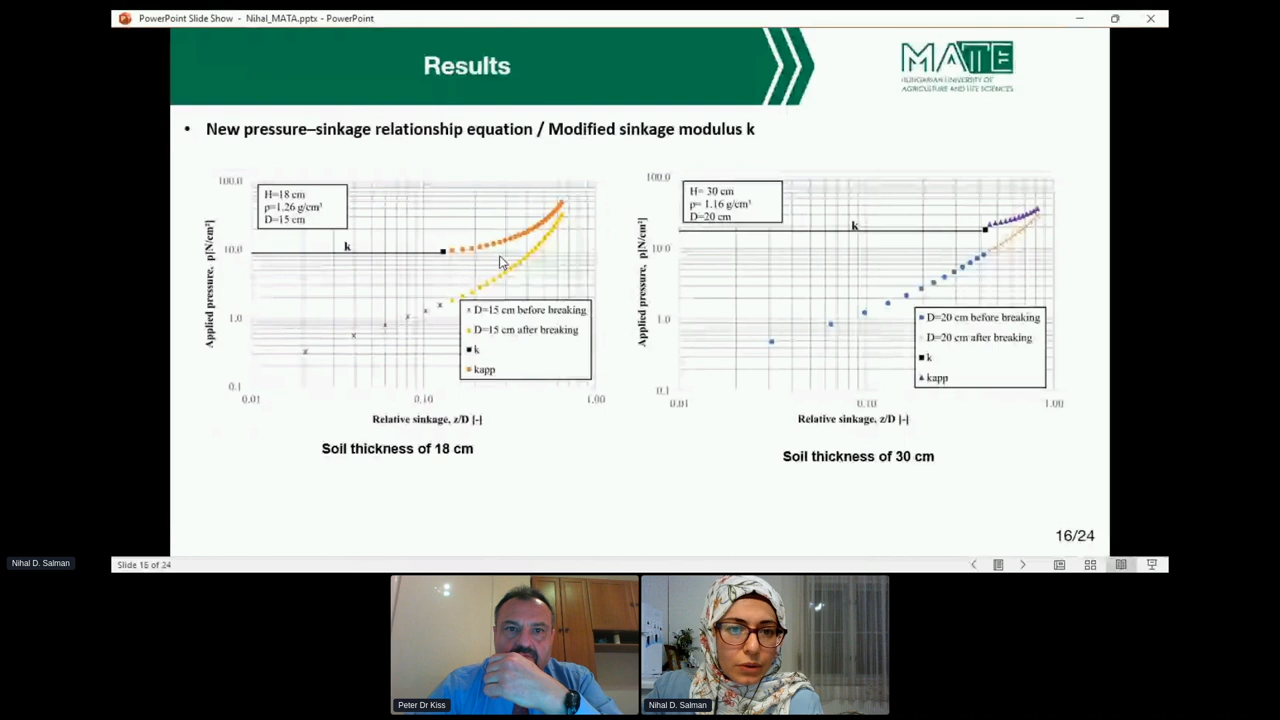 PowerPoint Slide Show - Nihal_MATA.pptx - PowerPoint
Results
MATE
HUNGARIAN UNIVERSITY OF
AGRICULTURE AND LIFE SCIENCES
• New pressure–sinkage relationship equation / Modified sinkage modulus k
100.0
10.0
1.0
0.1
0.01
0.10
1.00
Applied pressure, p[N/cm²]
H=18 cm
ρ=1.26 g/cm³
D=15 cm
k
D=15 cm before breaking
D=15 cm after breaking
k
kapp
Relative sinkage, z/D [-]
Soil thickness of 18 cm
100.0
10.0
1.0
0.1
0.01
0.10
1.00
Applied pressure, p[N/cm²]
H= 30 cm
ρ= 1.16 g/cm³
D=20 cm
k
D=20 cm before breaking
D=20 cm after breaking
k
kapp
Relative sinkage, z/D [-]
Soil thickness of 30 cm
16/24
Nihal D. Salman
Slide 16 of 24
Peter Dr Kiss
Nihal D. Salman